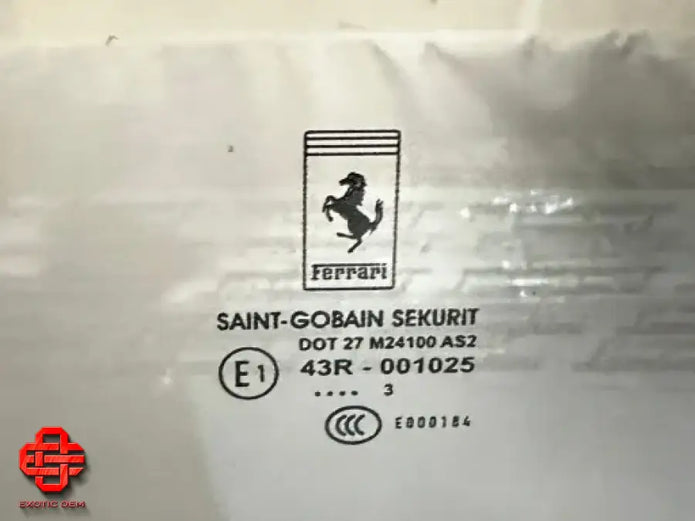 Ferrari
SAINT-GOBAIN SEKURIT
DOT 27 M24100 AS2
E1
43R - 001025
.... 3
CCC
E000184
EXOTIC OEM